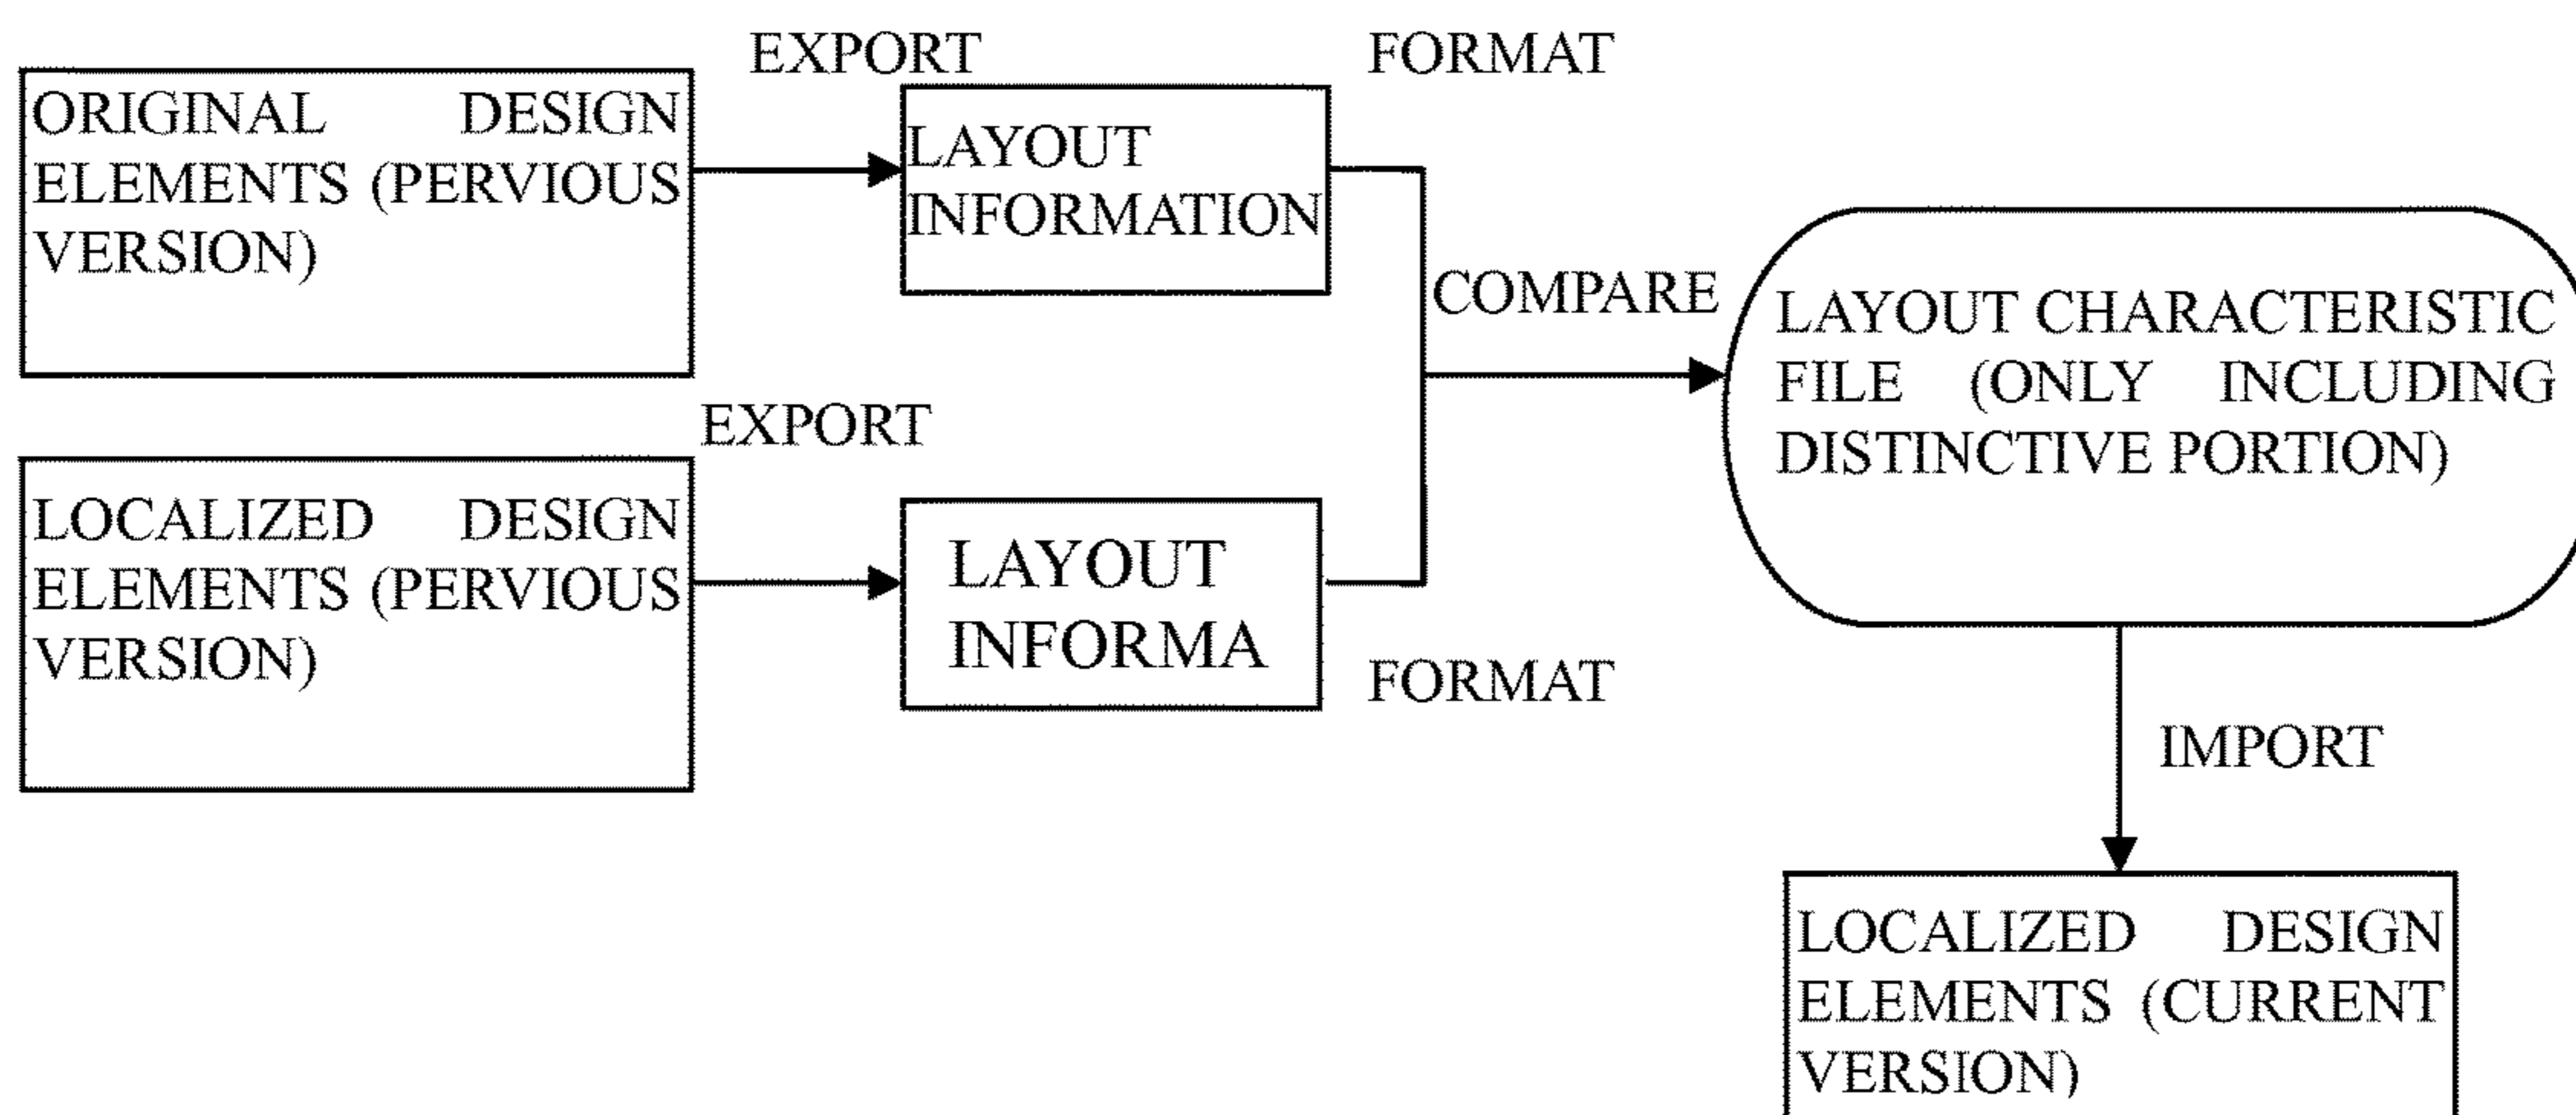 EXPORT
FORMAT
ORIGINAL DESIGN
ELEMENTS (PERVIOUS
VERSION)
LAYOUT
INFORMATION
COMPARE
LAYOUT CHARACTERISTIC
FILE (ONLY INCLUDING
DISTINCTIVE PORTION)
EXPORT
LOCALIZED DESIGN
ELEMENTS (PERVIOUS
VERSION)
LAYOUT
INFORMA
FORMAT
IMPORT
LOCALIZED DESIGN
ELEMENTS (CURRENT
VERSION)